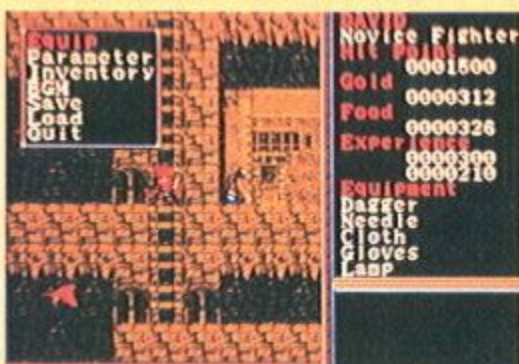 Equip
Parameter
Inventory
BGM
Save
Load
Quit
DAVID
Novice Fighter
Hit Point
0001500
Gold
0000312
Food
0000326
Experience
0000300
0000210
Equipment
Dagger
Needle
Cloth
Gloves
Lamp